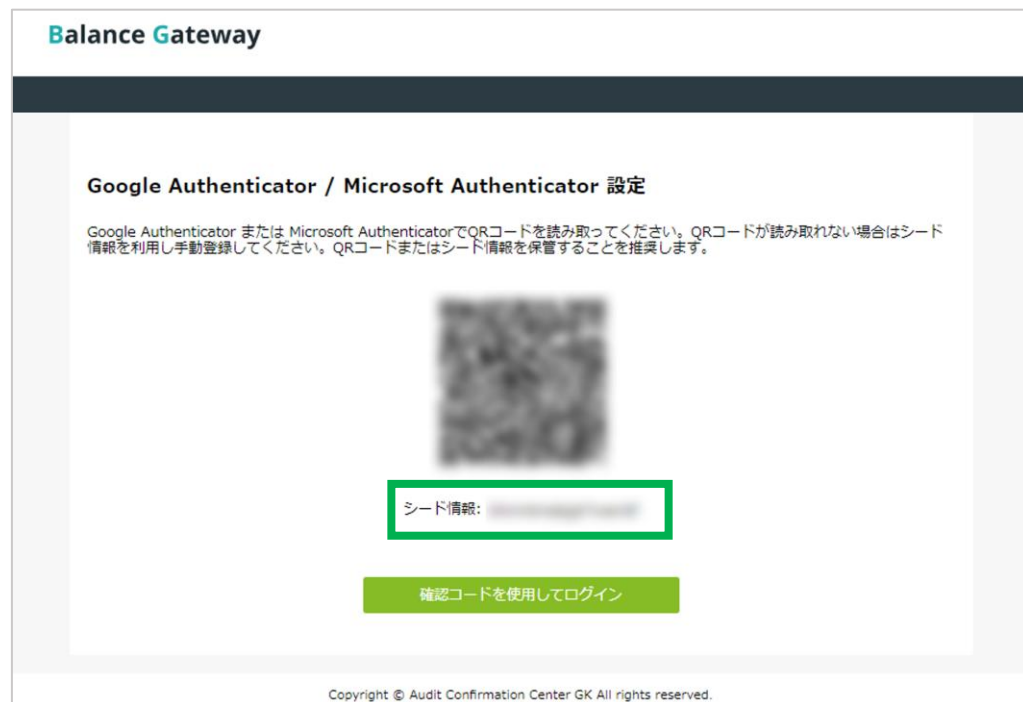 Balance Gateway
Google Authenticator / Microsoft Authenticator 設定
Google Authenticator または Microsoft AuthenticatorでQRコードを読み取ってください。QRコードが読み取れない場合はシード
情報を利用し手動登録してください。QRコードまたはシード情報を保管することを推奨します。
シード情報:
確認コードを使用してログイン
Copyright © Audit Confirmation Center GK All rights reserved.